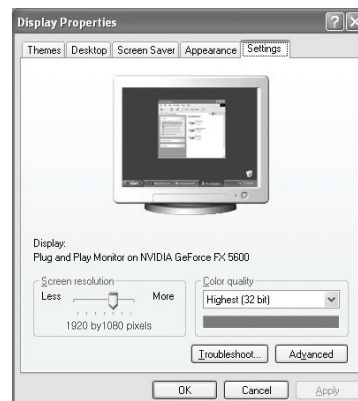 Display Properties
Themes Desktop Screen Saver Appearance Settings
Display:
Plug and Play Monitor on NVIDIA GeForce FX 5600
Screen resolution
Less More
1920 by1080 pixels
Color quality
Highest (32 bit)
Troubleshoot... Advanced
OK Cancel Apply